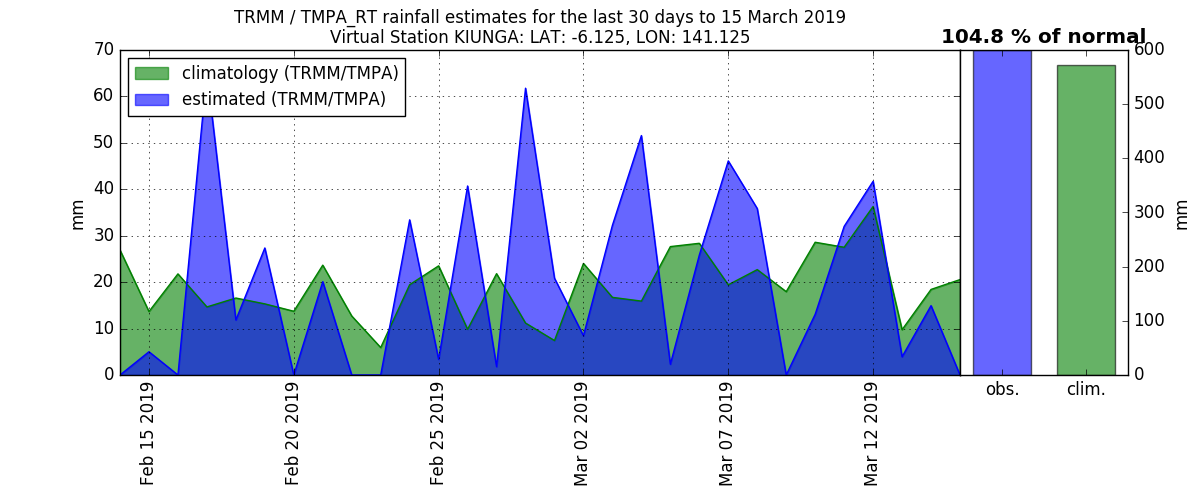 TRMM / TMPA_RT rainfall estimates for the last 30 days to 15 March 2019
Virtual Station KIUNGA: LAT: -6.125, LON: 141.125
104.8 % of normal
climatology (TRMM/TMPA)
estimated (TRMM/TMPA)
70
60
50
40
30
20
10
0
mm
Feb 15 2019
Feb 20 2019
Feb 25 2019
Mar 02 2019
Mar 07 2019
Mar 12 2019
600
500
400
300
200
100
0
mm
obs.
clim.